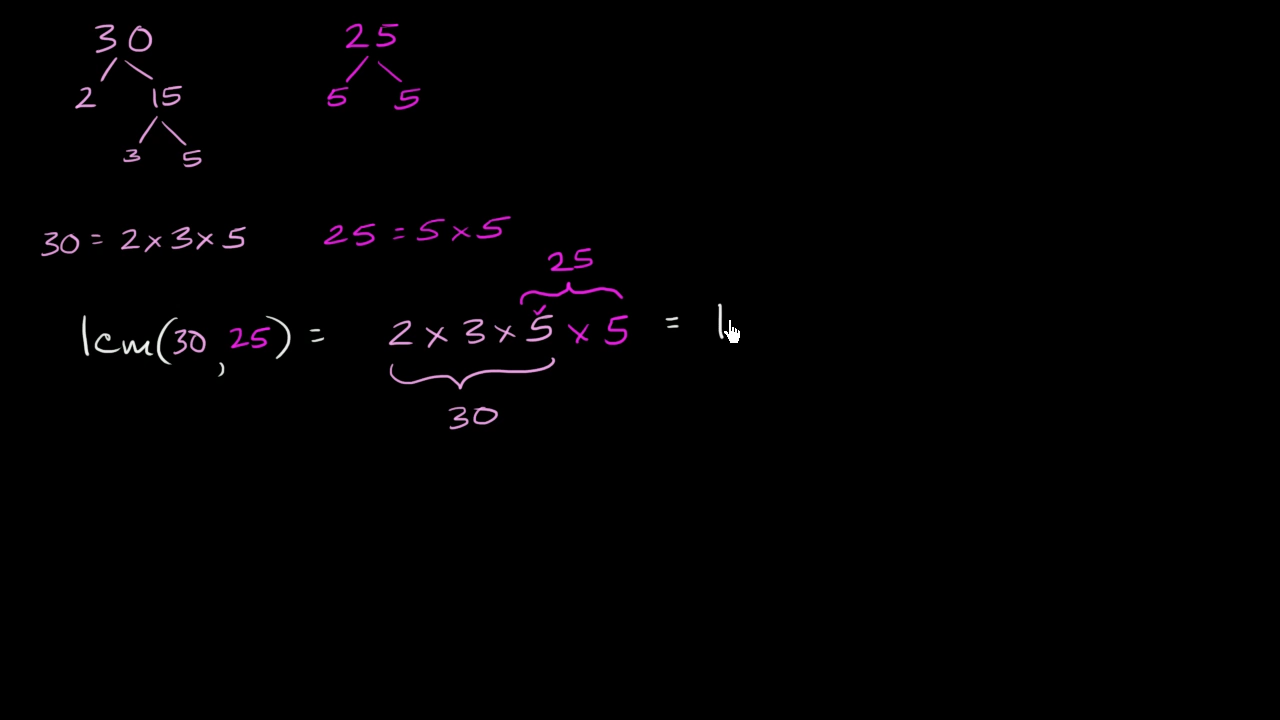 30 25
2 15 5 5
3 5
30 = 2 × 3 × 5 25 = 5 × 5
25
lcm(30, 25) = 2 × 3 × 5 × 5 = 1
30